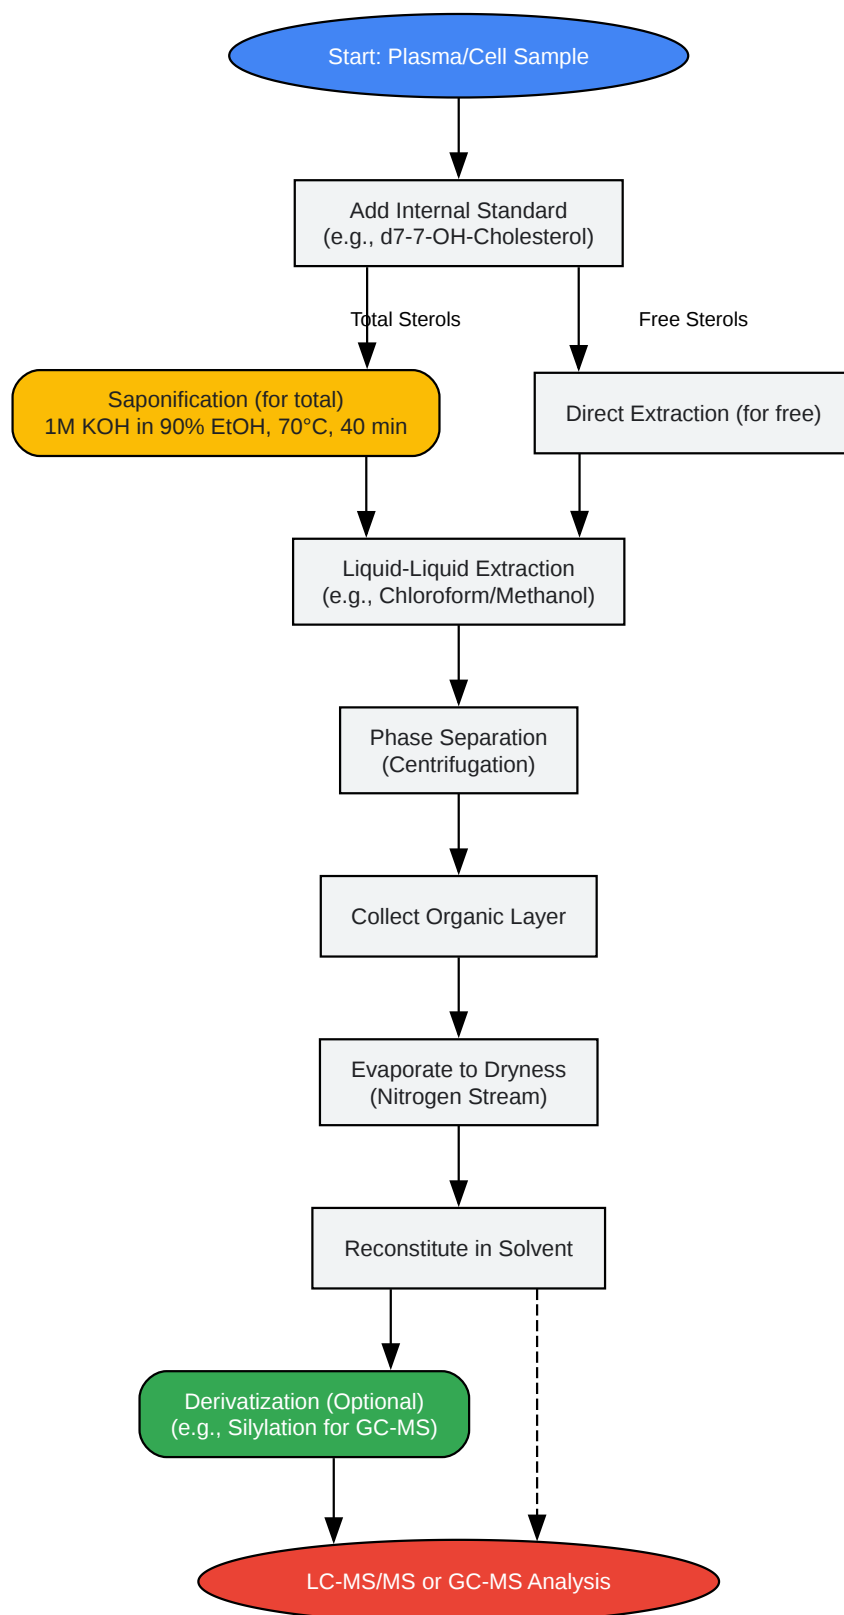 Start: Plasma/Cell Sample
Add Internal Standard
(e.g., d7-7-OH-Cholesterol)
Total Sterols
Free Sterols
Saponification (for total)
1M KOH in 90% EtOH, 70°C, 40 min
Direct Extraction (for free)
Liquid-Liquid Extraction
(e.g., Chloroform/Methanol)
Phase Separation
(Centrifugation)
Collect Organic Layer
Evaporate to Dryness
(Nitrogen Stream)
Reconstitute in Solvent
Derivatization (Optional)
(e.g., Silylation for GC-MS)
LC-MS/MS or GC-MS Analysis